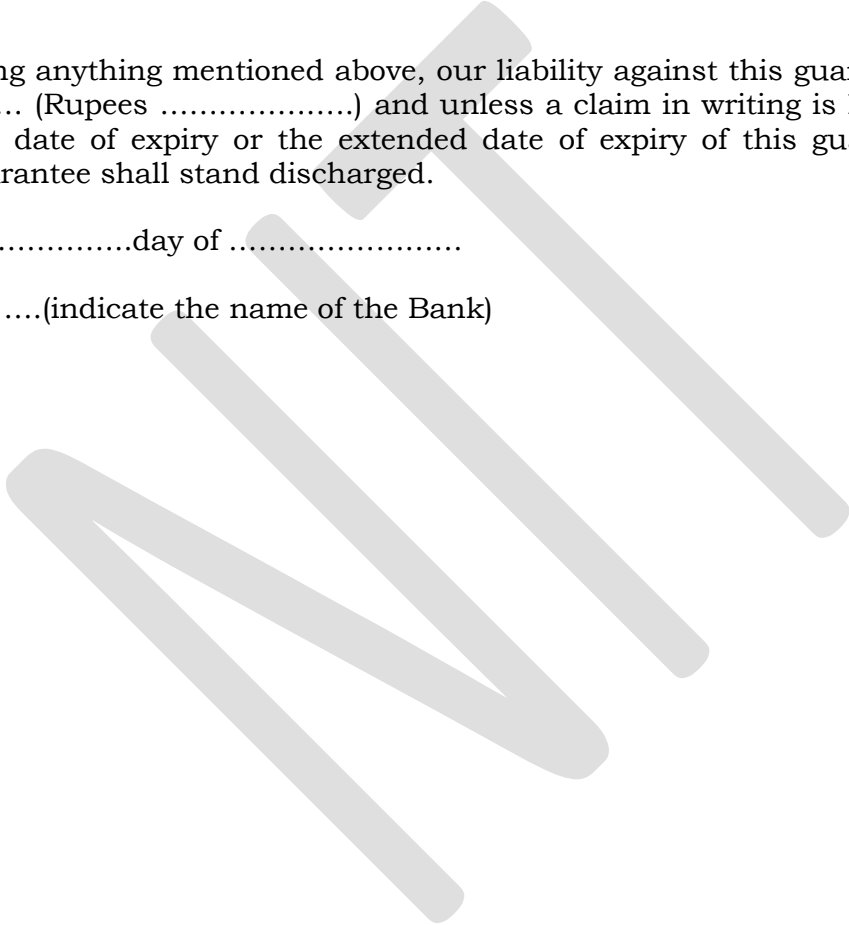 ng anything mentioned above, our liability against this guar
… (Rupees ………………..) and unless a claim in writing is
date of expiry or the extended date of expiry of this gu
rantee shall stand discharged.
……………day of ……………………
….(indicate the name of the Bank)
NIT